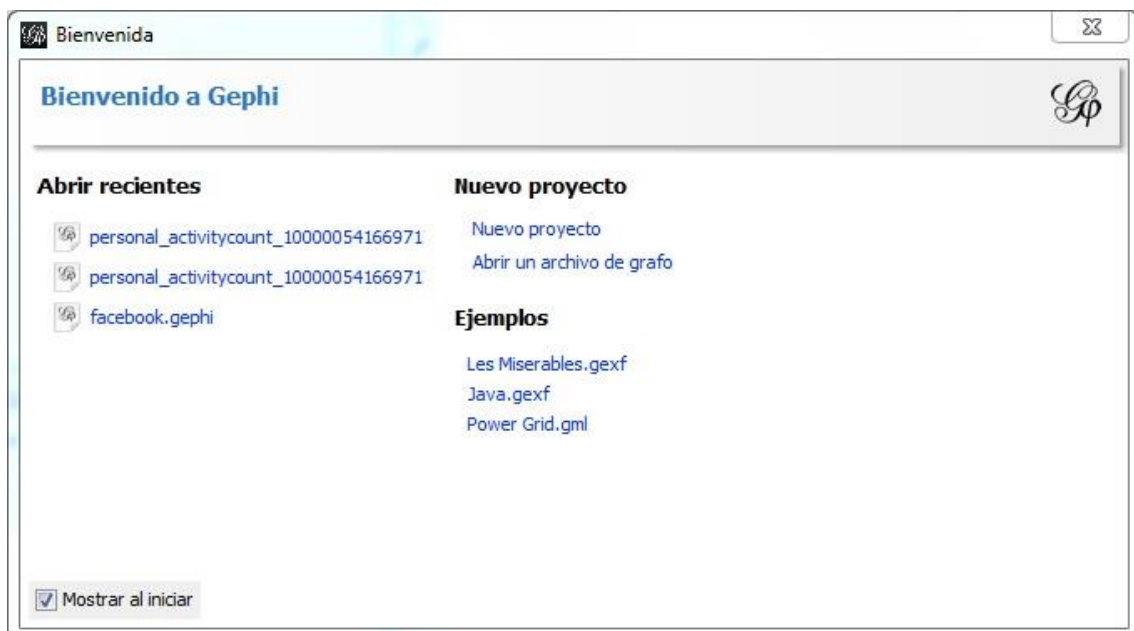 Bienvenida
Bienvenido a Gephi
Abrir recientes
personal_activitycount_10000054166971
personal_activitycount_10000054166971
facebook.gephi
Nuevo proyecto
Nuevo proyecto
Abrir un archivo de grafo
Ejemplos
Les Miserables.gexf
Java.gexf
Power Grid.gml
Mostrar al iniciar